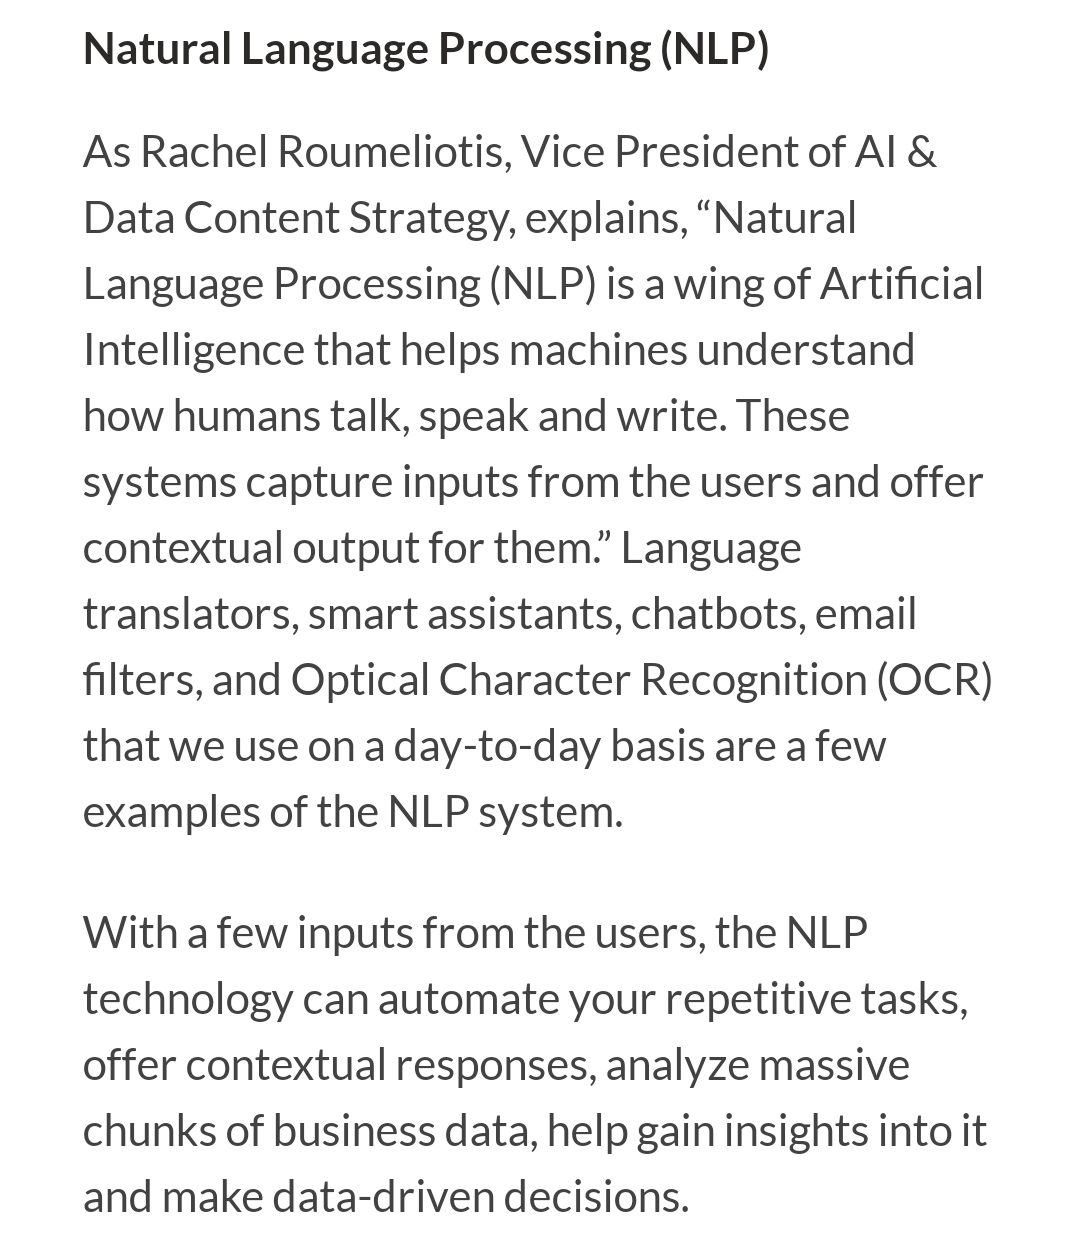 Natural Language Processing (NLP)
As Rachel Roumeliotis, Vice President of AI &
Data Content Strategy, explains, “Natural
Language Processing (NLP) is a wing of Artificial
Intelligence that helps machines understand
how humans talk, speak and write. These
systems capture inputs from the users and offer
contextual output for them.” Language
translators, smart assistants, chatbots, email
filters, and Optical Character Recognition (OCR)
that we use on a day-to-day basis are a few
examples of the NLP system.
With a few inputs from the users, the NLP
technology can automate your repetitive tasks,
offer contextual responses, analyze massive
chunks of business data, help gain insights into it
and make data-driven decisions.